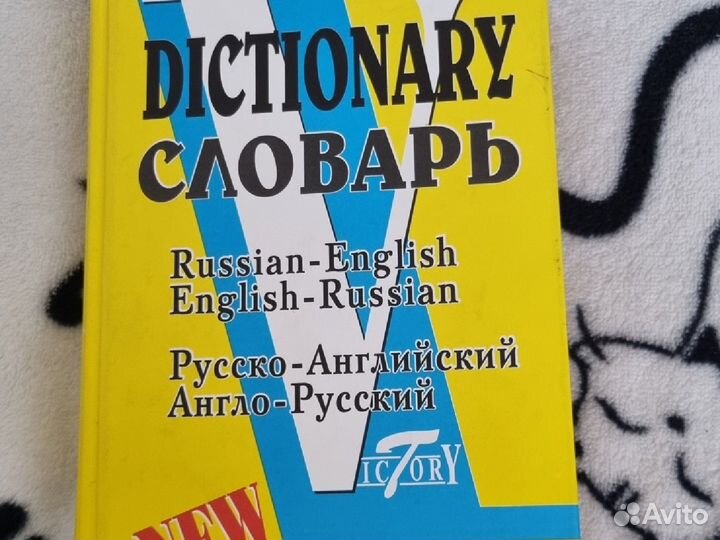 DICTIONARY
СЛОВАРЬ
Russian-English
English-Russian
Русско-Английский
Англо-Русский
VICTORY
NEW
Avito